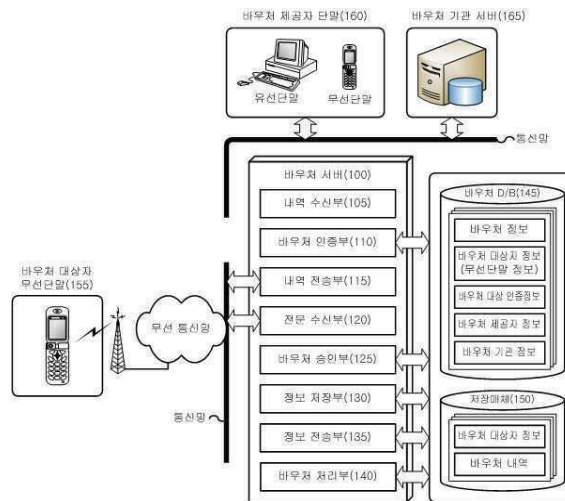 바우처 제공자 단말(160)
바우처 기관 서버(165)
유선단말
무선단말
통신망
바우처 서버(100)
내역 수신부(105)
바우처 인증부(110)
내역 전송부(115)
전문 수신부(120)
바우처 승인부(125)
정보 저장부(130)
정보 전송부(135)
바우처 처리부(140)
바우처 D/B(145)
바우처 정보
바우처 대상자 정보
(무선단말 정보)
바우처 대상 인증정보
바우처 제공자 정보
바우처 기관 정보
저장매체(150)
바우처 대상자 정보
바우처 내역
바우처 대상자
무선단말(155)
무선 통신망
통신망